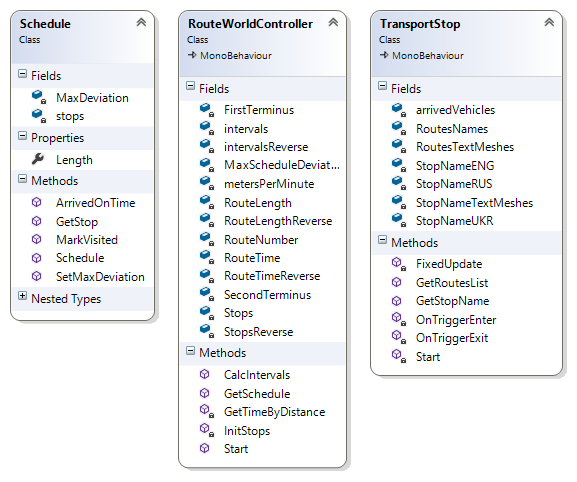 Schedule
Class
Fields
MaxDeviation
stops
Properties
Length
Methods
ArrivedOnTime
GetStop
MarkVisited
Schedule
SetMaxDeviation
Nested Types
RouteWorldController
Class
MonoBehaviour
Fields
FirstTerminus
intervals
intervalsReverse
MaxScheduleDeviat...
metersPerMinute
RouteLength
RouteLengthReverse
RouteNumber
RouteTime
RouteTimeReverse
SecondTerminus
Stops
StopsReverse
Methods
CalcIntervals
GetSchedule
GetTimeByDistance
InitStops
Start
TransportStop
Class
MonoBehaviour
Fields
arrivedVehicles
RoutesNames
RoutesTextMeshes
StopNameENG
StopNameRUS
StopNameTextMeshes
StopNameUKR
Methods
FixedUpdate
GetRoutesList
GetStopName
OnTriggerEnter
OnTriggerExit
Start